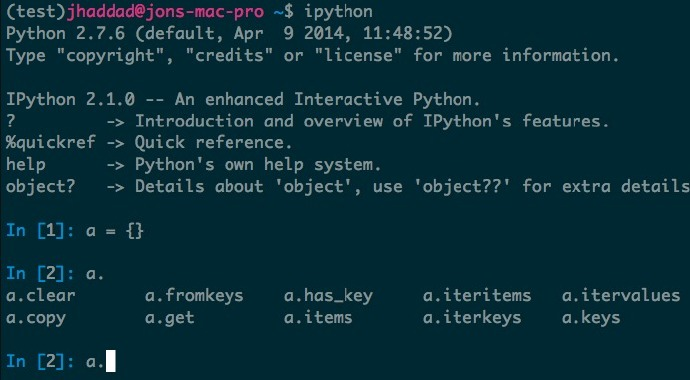 (test)jhaddad@jons-mac-pro ~$ ipython
Python 2.7.6 (default, Apr  9 2014, 11:48:52)
Type "copyright", "credits" or "license" for more information.
IPython 2.1.0 -- An enhanced Interactive Python.
?         -> Introduction and overview of IPython's features.
%quickref -> Quick reference.
help      -> Python's own help system.
object?   -> Details about 'object', use 'object??' for extra details
In [1]: a = {}
In [2]: a.
a.clear       a.fromkeys    a.has_key     a.iteritems   a.itervalues
a.copy        a.get         a.items       a.iterkeys    a.keys
In [2]: a.